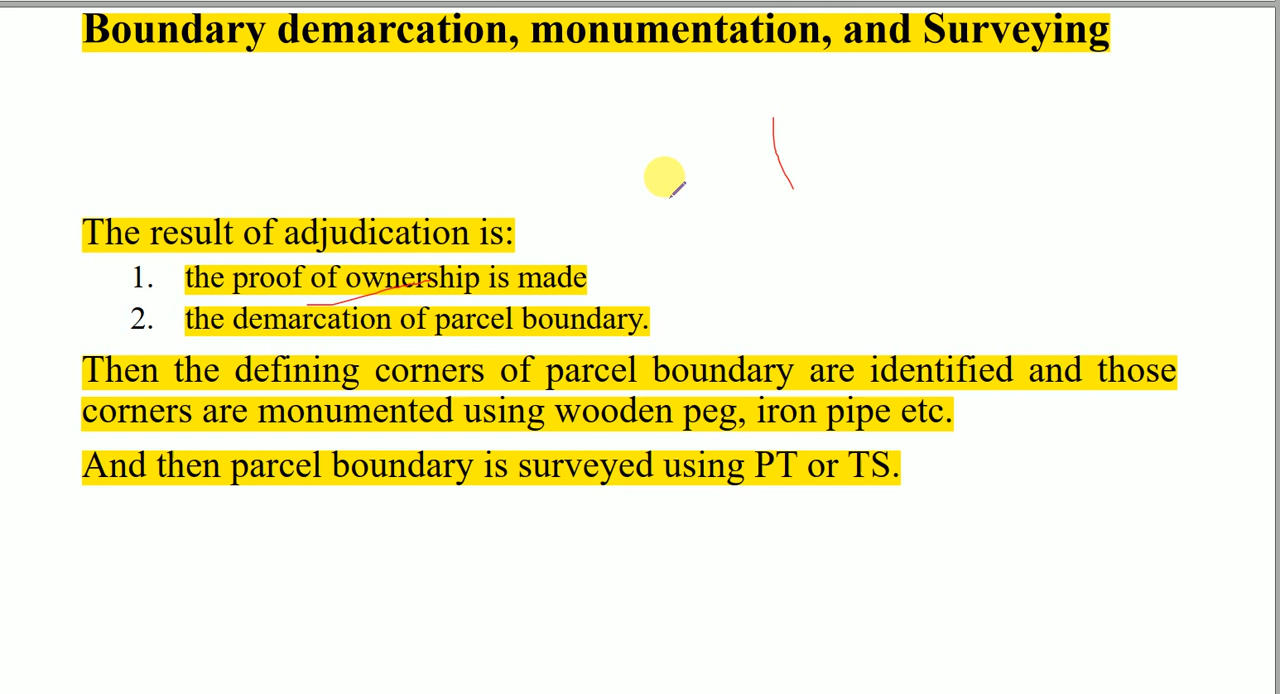 Boundary demarcation, monumentation, and Surveying
The result of adjudication is:
1. the proof of ownership is made
2. the demarcation of parcel boundary.
Then the defining corners of parcel boundary are identified and those
corners are monumented using wooden peg, iron pipe etc.
And then parcel boundary is surveyed using PT or TS.